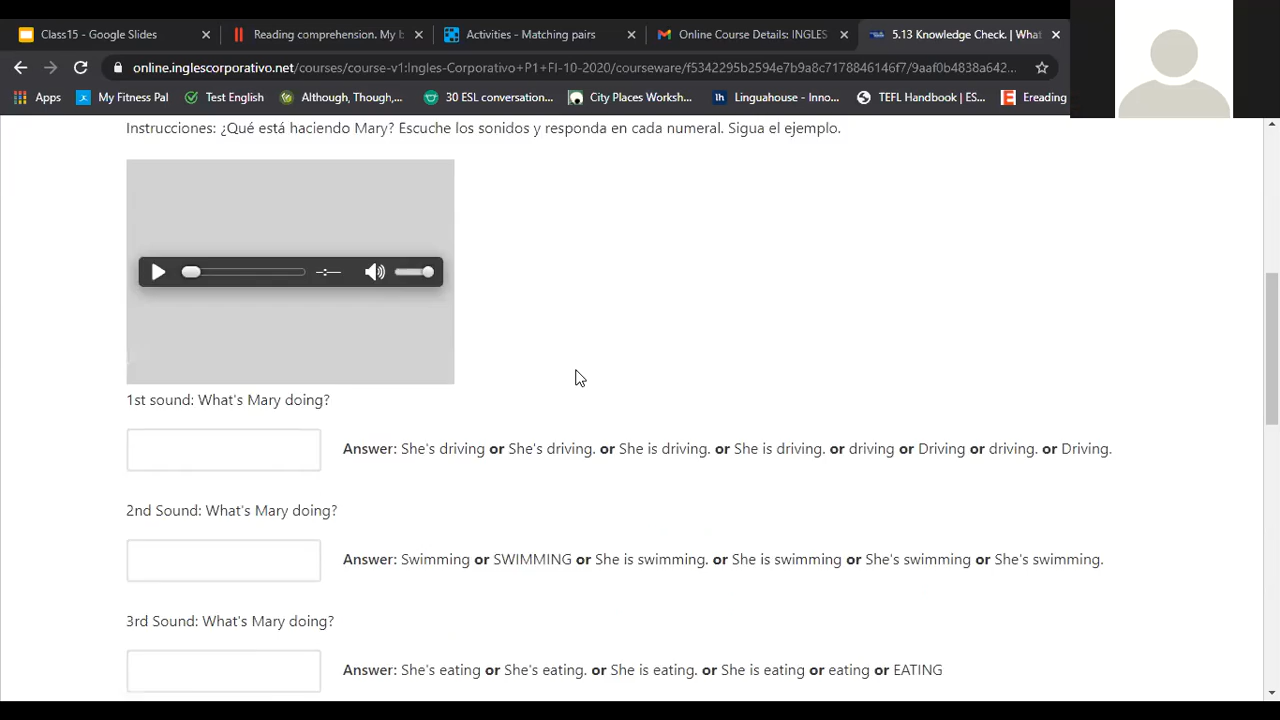 Class15 - Google Slides
Reading comprehension. My b
Activities - Matching pairs
Online Course Details: INGLES
5.13 Knowledge Check. | What
online.inglescorporativo.net/courses/course-v1:Ingles-Corporativo+P1+FI-10-2020/courseware/f5342295b2594e7b9a8c7178846146f7/9aaf0b4838a642...
Apps
My Fitness Pal
Test English
Although, Though,...
30 ESL conversation...
City Places Worksh...
lh Linguahouse - Inno...
TEFL Handbook | ES...
E Ereading
Instrucciones: ¿Qué está haciendo Mary? Escuche los sonidos y responda en cada numeral. Sigua el ejemplo.
-:-
1st sound: What's Mary doing?
Answer: She's driving or She's driving. or She is driving. or She is driving. or driving or Driving or driving. or Driving.
2nd Sound: What's Mary doing?
Answer: Swimming or SWIMMING or She is swimming. or She is swimming or She's swimming or She's swimming.
3rd Sound: What's Mary doing?
Answer: She's eating or She's eating. or She is eating. or She is eating or eating or EATING